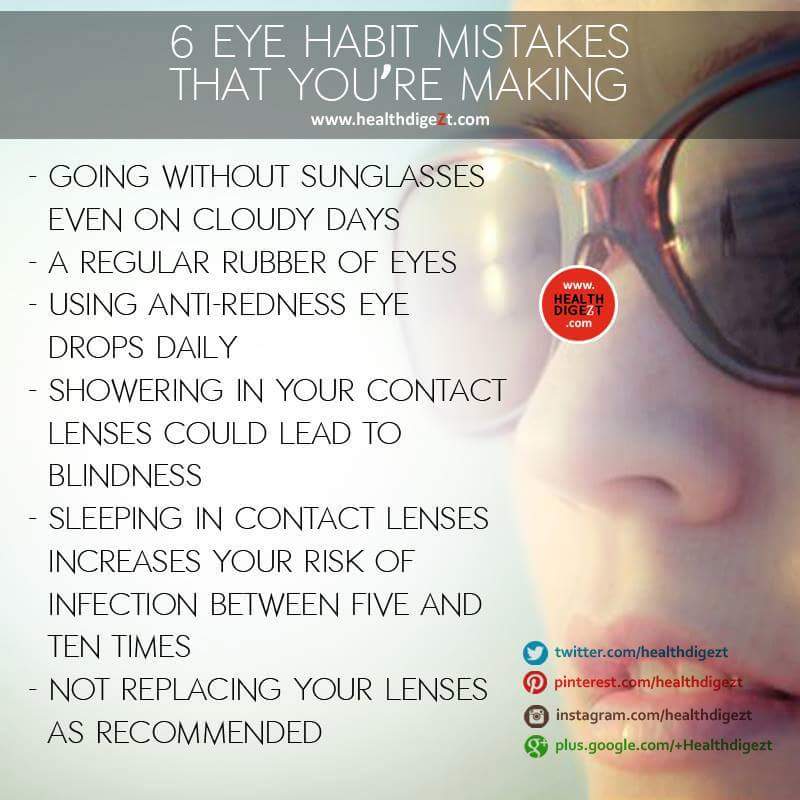 6 EYE HABIT MISTAKES
THAT YOU'RE MAKING
www.healthdigeZt.com
- GOING WITHOUT SUNGLASSES
EVEN ON CLOUDY DAYS
- A REGULAR RUBBER OF EYES
- USING ANTI-REDNESS EYE
DROPS DAILY
- SHOWERING IN YOUR CONTACT
LENSES COULD LEAD TO
BLINDNESS
- SLEEPING IN CONTACT LENSES
INCREASES YOUR RISK OF
INFECTION BETWEEN FIVE AND
TEN TIMES
- NOT REPLACING YOUR LENSES
AS RECOMMENDED
www.
HEALTH
DIGEZT
.com
twitter.com/healthdigezt
pinterest.com/healthdigezt
instagram.com/healthdigezt
plus.google.com/+Healthdigezt